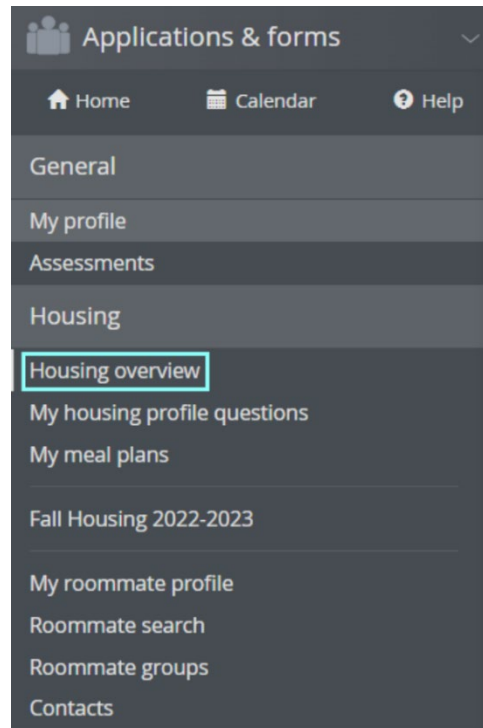 Applications & forms
Home Calendar Help
General
My profile
Assessments
Housing
Housing overview
My housing profile questions
My meal plans
Fall Housing 2022-2023
My roommate profile
Roommate search
Roommate groups
Contacts